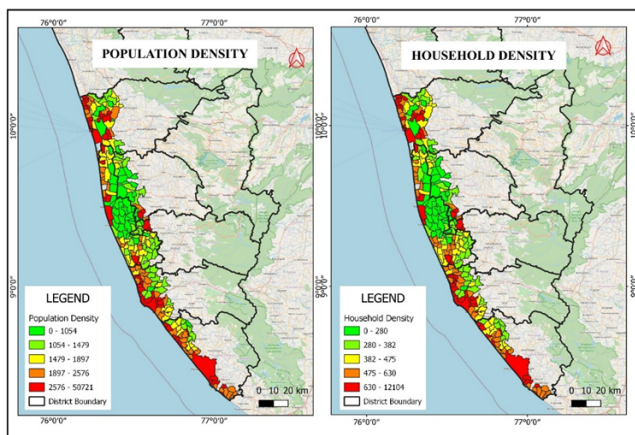 76°0'0" 77°0'0"
POPULATION DENSITY
10°0'0"
9°0'0"
LEGEND
Population Density
0 - 1054
1054 - 1479
1479 - 1897
1897 - 2576
2576 - 50721
District Boundary
0 10 20 km
76°0'0" 77°0'0"
76°0'0" 77°0'0"
HOUSEHOLD DENSITY
10°0'0"
9°0'0"
LEGEND
Household Density
0 - 280
280 - 382
382 - 475
475 - 630
630 - 12104
District Boundary
0 10 20 km
76°0'0" 77°0'0"